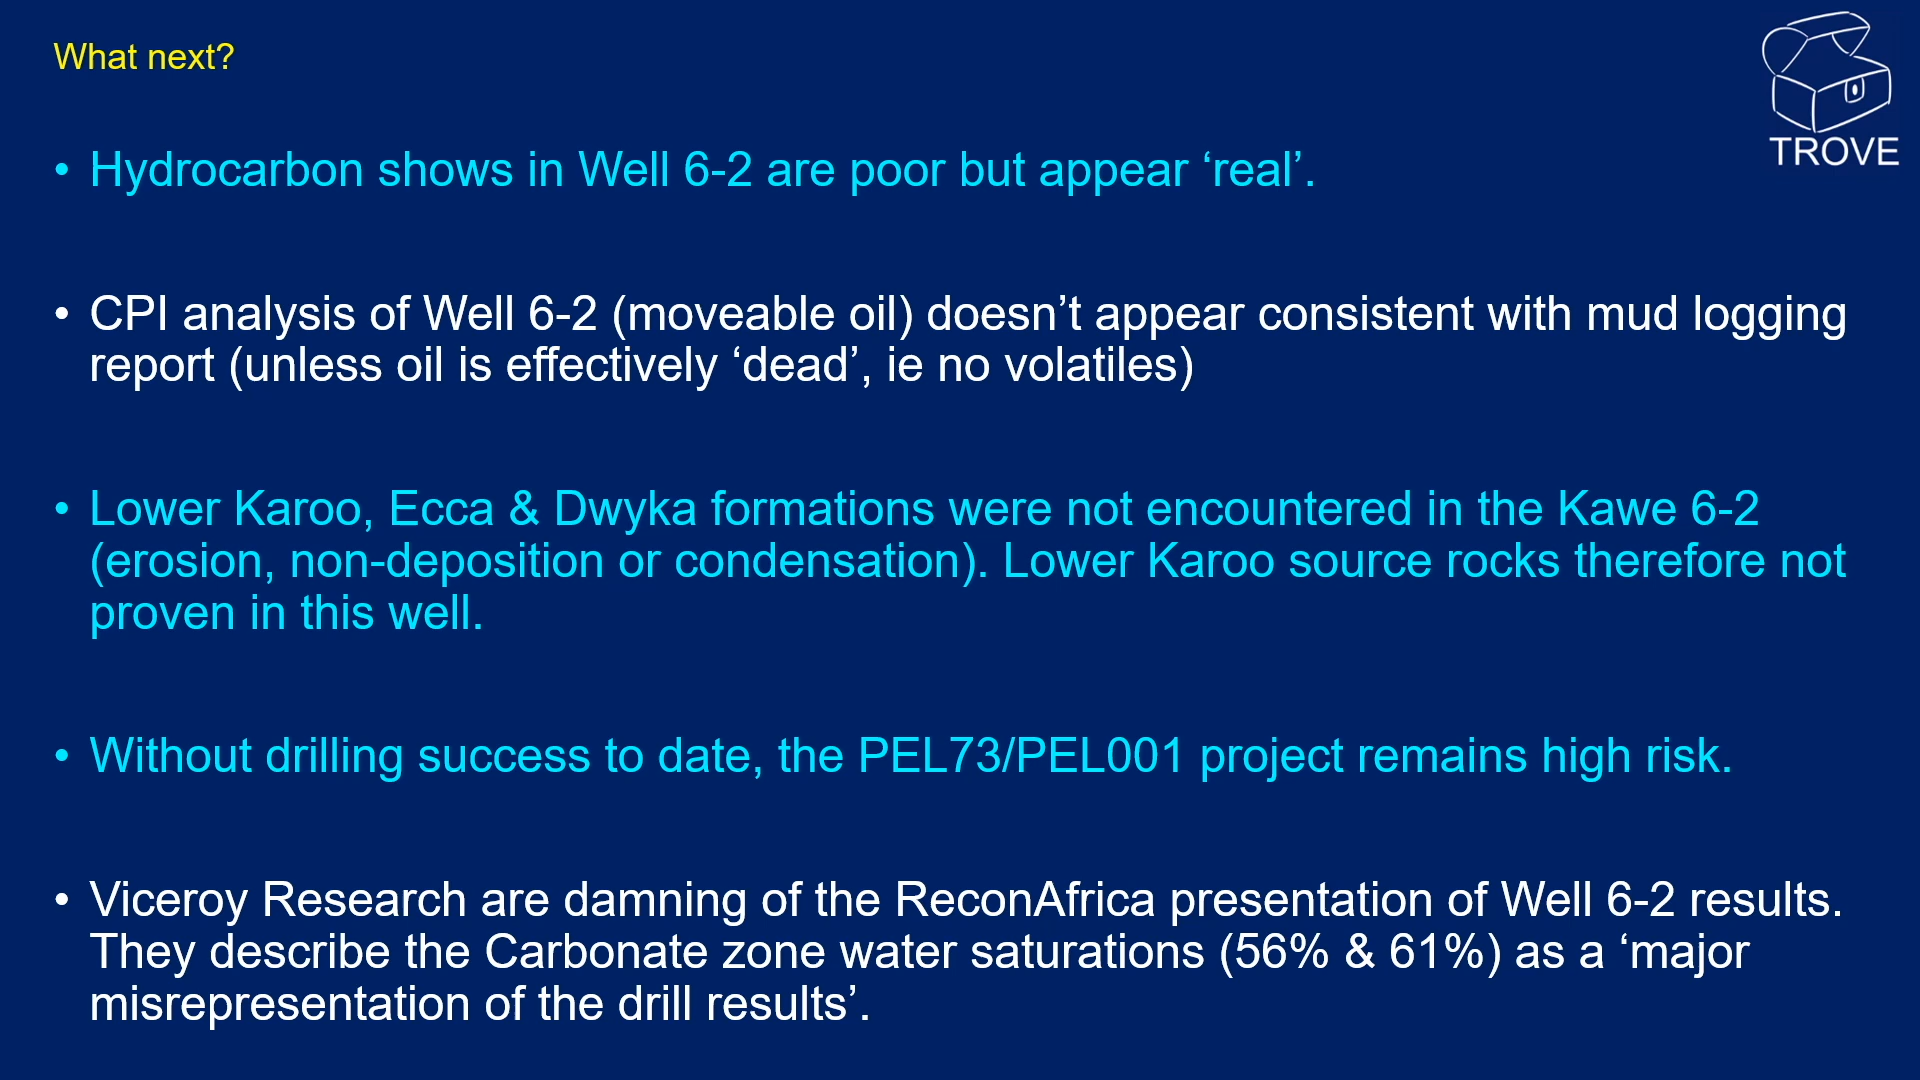 What next?
TROVE
• Hydrocarbon shows in Well 6-2 are poor but appear ‘real’.
• CPI analysis of Well 6-2 (moveable oil) doesn’t appear consistent with mud logging
report (unless oil is effectively ‘dead’, ie no volatiles)
• Lower Karoo, Ecca & Dwyka formations were not encountered in the Kawe 6-2
(erosion, non-deposition or condensation). Lower Karoo source rocks therefore not
proven in this well.
• Without drilling success to date, the PEL73/PEL001 project remains high risk.
• Viceroy Research are damning of the ReconAfrica presentation of Well 6-2 results.
They describe the Carbonate zone water saturations (56% & 61%) as a ‘major
misrepresentation of the drill results’.